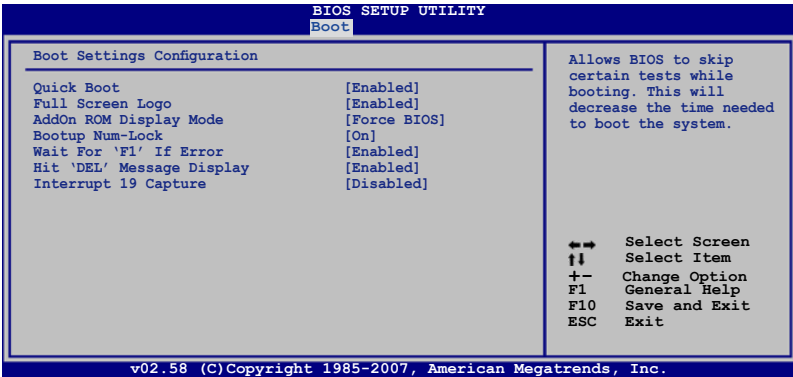 BIOS SETUP UTILITY
Boot
Boot Settings Configuration
Quick Boot [Enabled]
Full Screen Logo [Enabled]
AddOn ROM Display Mode [Force BIOS]
Bootup Num-Lock [On]
Wait For ‘F1’ If Error [Enabled]
Hit ‘DEL’ Message Display [Enabled]
Interrupt 19 Capture [Disabled]
Allows BIOS to skip
certain tests while
booting. This will
decrease the time needed
to boot the system.
←→ Select Screen
↑↓ Select Item
+- Change Option
F1 General Help
F10 Save and Exit
ESC Exit
v02.58 (C)Copyright 1985-2007, American Megatrends, Inc.